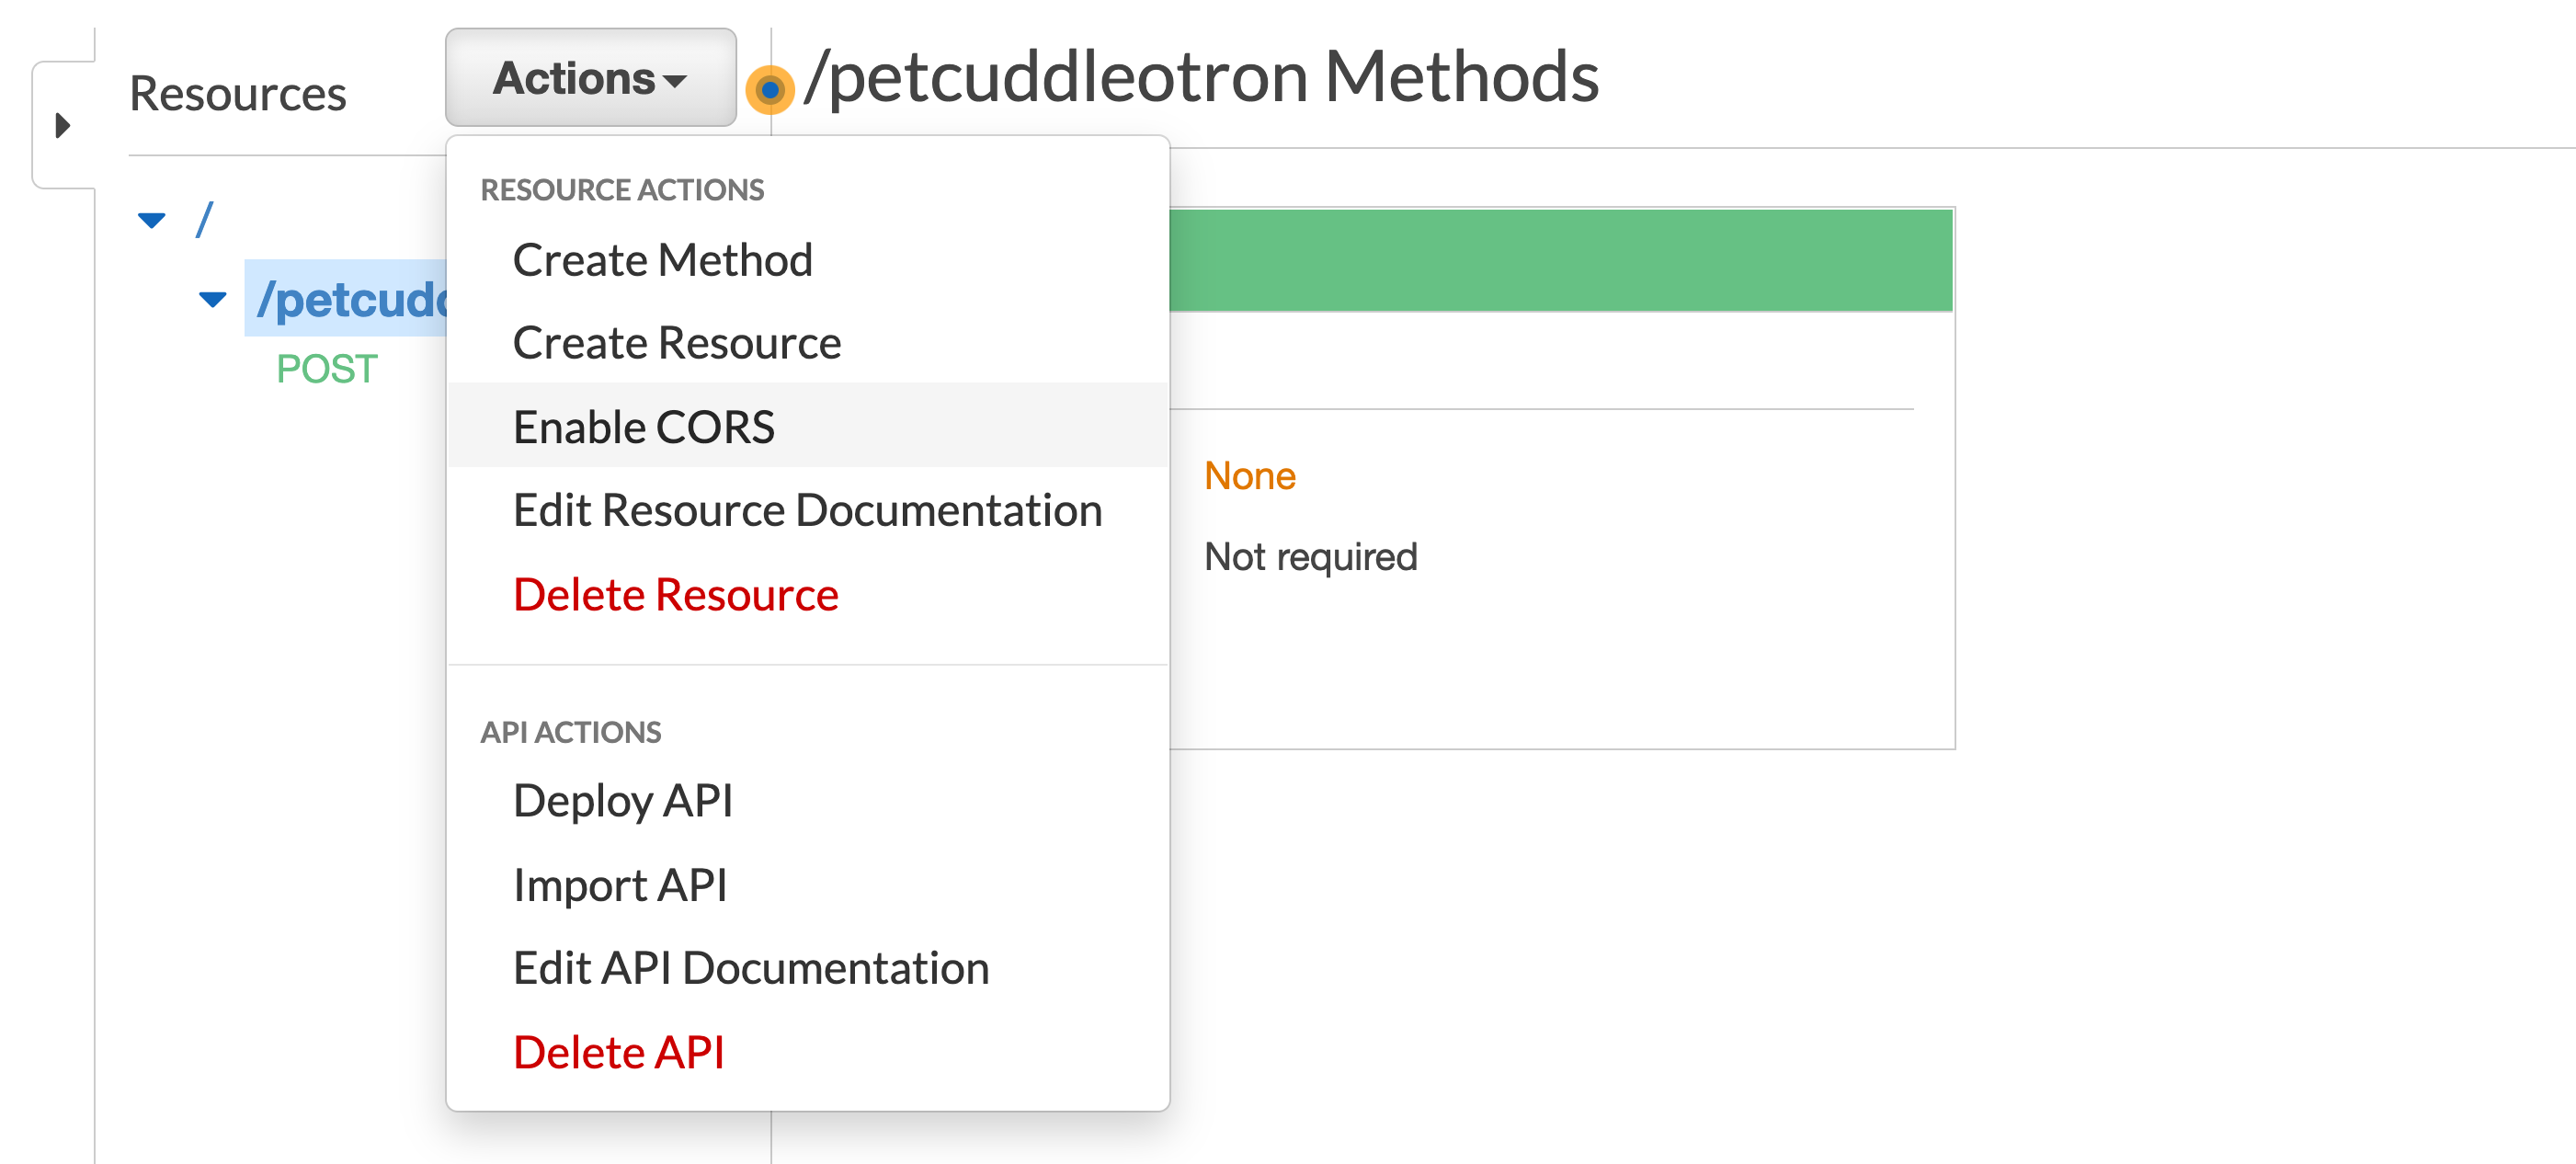 Resources
Actions
/petcuddleotron Methods
RESOURCE ACTIONS
/
Create Method
/petcudd
Create Resource
POST
Enable CORS
None
Edit Resource Documentation
Not required
Delete Resource
API ACTIONS
Deploy API
Import API
Edit API Documentation
Delete API